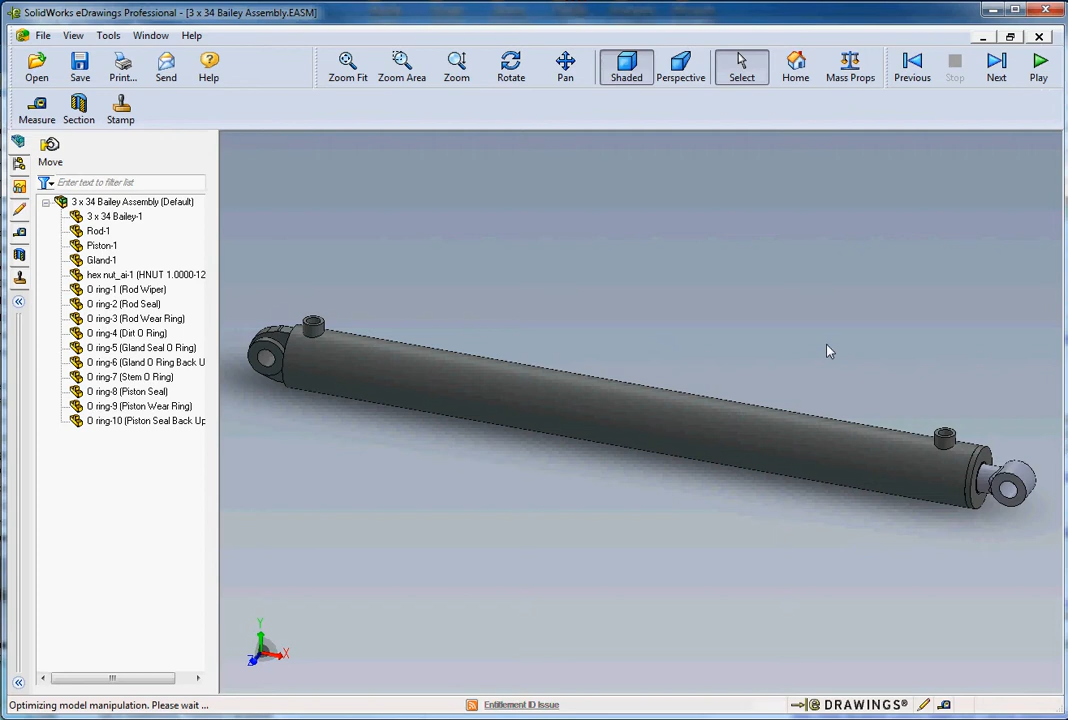 SolidWorks eDrawings Professional - [3 x 34 Bailey Assembly.EASM]
File View Tools Window Help
Open Save Print... Send Help Zoom Fit Zoom Area Zoom Rotate Pan Shaded Perspective Select Home Mass Props Previous Stop Next Play
Measure Section Stamp
Move
Enter text to filter list
3 x 34 Bailey Assembly (Default)
3 x 34 Bailey-1
Rod-1
Piston-1
Gland-1
hex nut_ai-1 (HNUT 1.0000-12
O ring-1 (Rod Wiper)
O ring-2 (Rod Seal)
O ring-3 (Rod Wear Ring)
O ring-4 (Dirt O Ring)
O ring-5 (Gland Seal O Ring)
O ring-6 (Gland O Ring Back U
O ring-7 (Stem O Ring)
O ring-8 (Piston Seal)
O ring-9 (Piston Wear Ring)
O ring-10 (Piston Seal Back Up
Y
X
Z
Optimizing model manipulation. Please wait ...
Entitlement ID Issue
DRAWINGS®